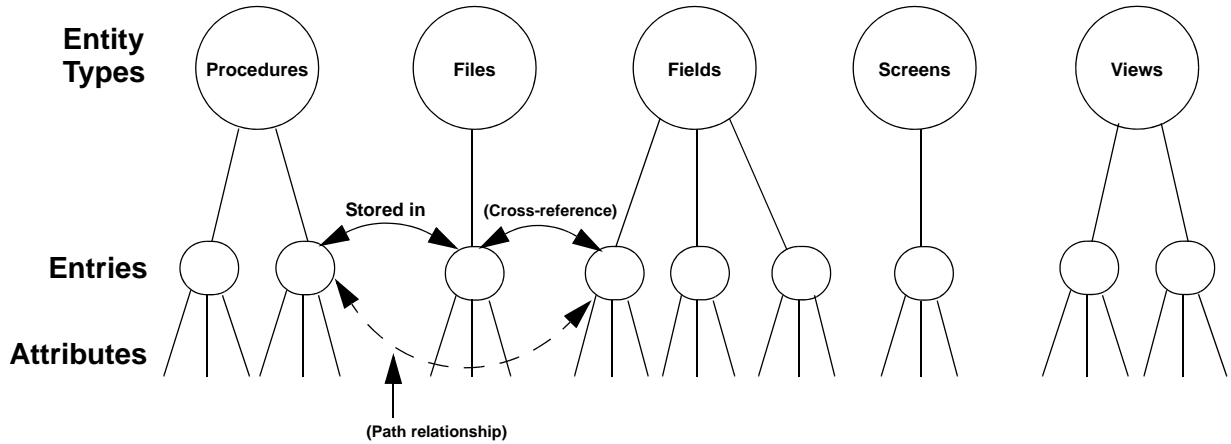 Entity
Types
Procedures
Files
Fields
Screens
Views
Stored in
(Cross-reference)
Entries
Attributes
(Path relationship)